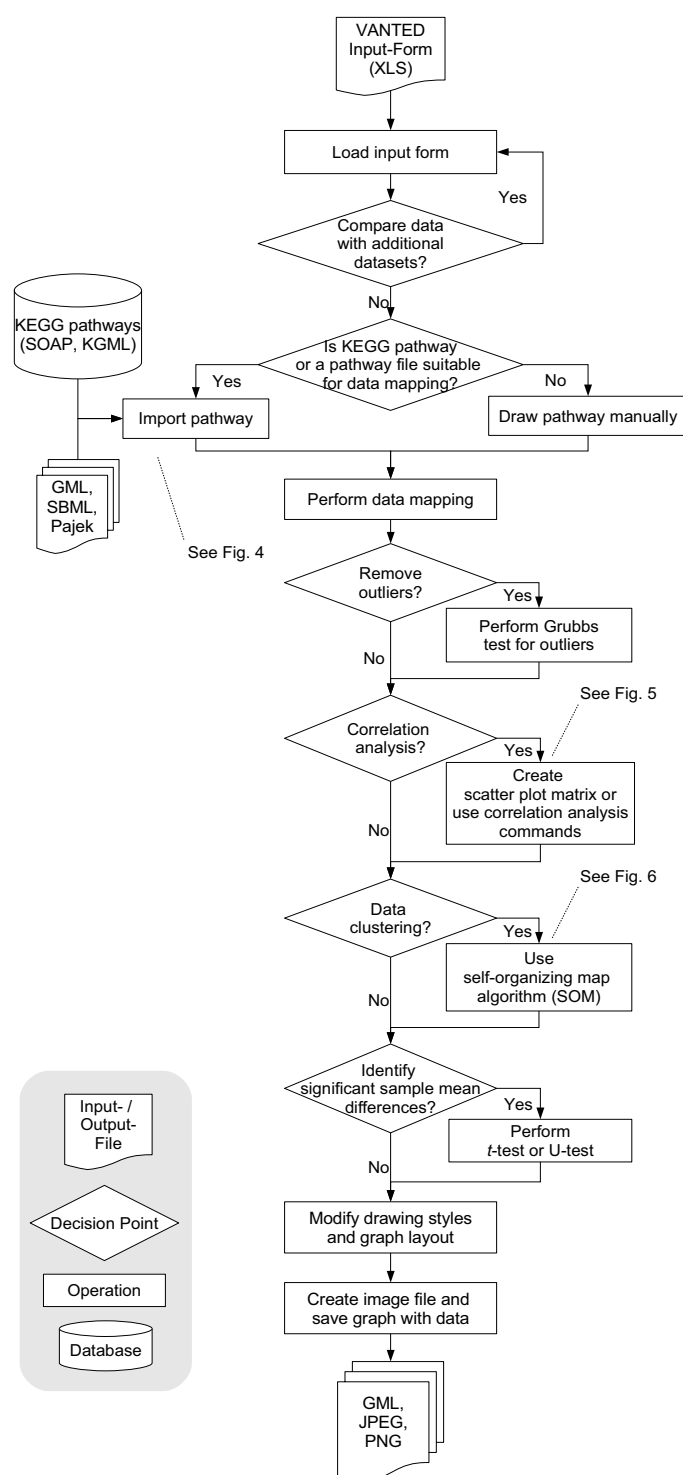 VANTED
Input-Form
(XLS)
Load input form
Yes
Compare data
with additional
datasets?
No
KEGG pathways
(SOAP, KGML)
Is KEGG pathway
or a pathway file suitable
for data mapping?
Yes
No
Import pathway
Draw pathway manually
GML,
SBML,
Pajek
See Fig. 4
Perform data mapping
Remove
outliers?
Yes
Perform Grubbs
test for outliers
No
See Fig. 5
Correlation
analysis?
Yes
Create
scatter plot matrix or
use correlation analysis
commands
No
See Fig. 6
Data
clustering?
Yes
Use
self-organizing map
algorithm (SOM)
No
Identify
significant sample mean
differences?
Yes
Perform
t-test or U-test
No
Modify drawing styles
and graph layout
Create image file and
save graph with data
GML,
JPEG,
PNG
Input- /
Output-
File
Decision Point
Operation
Database